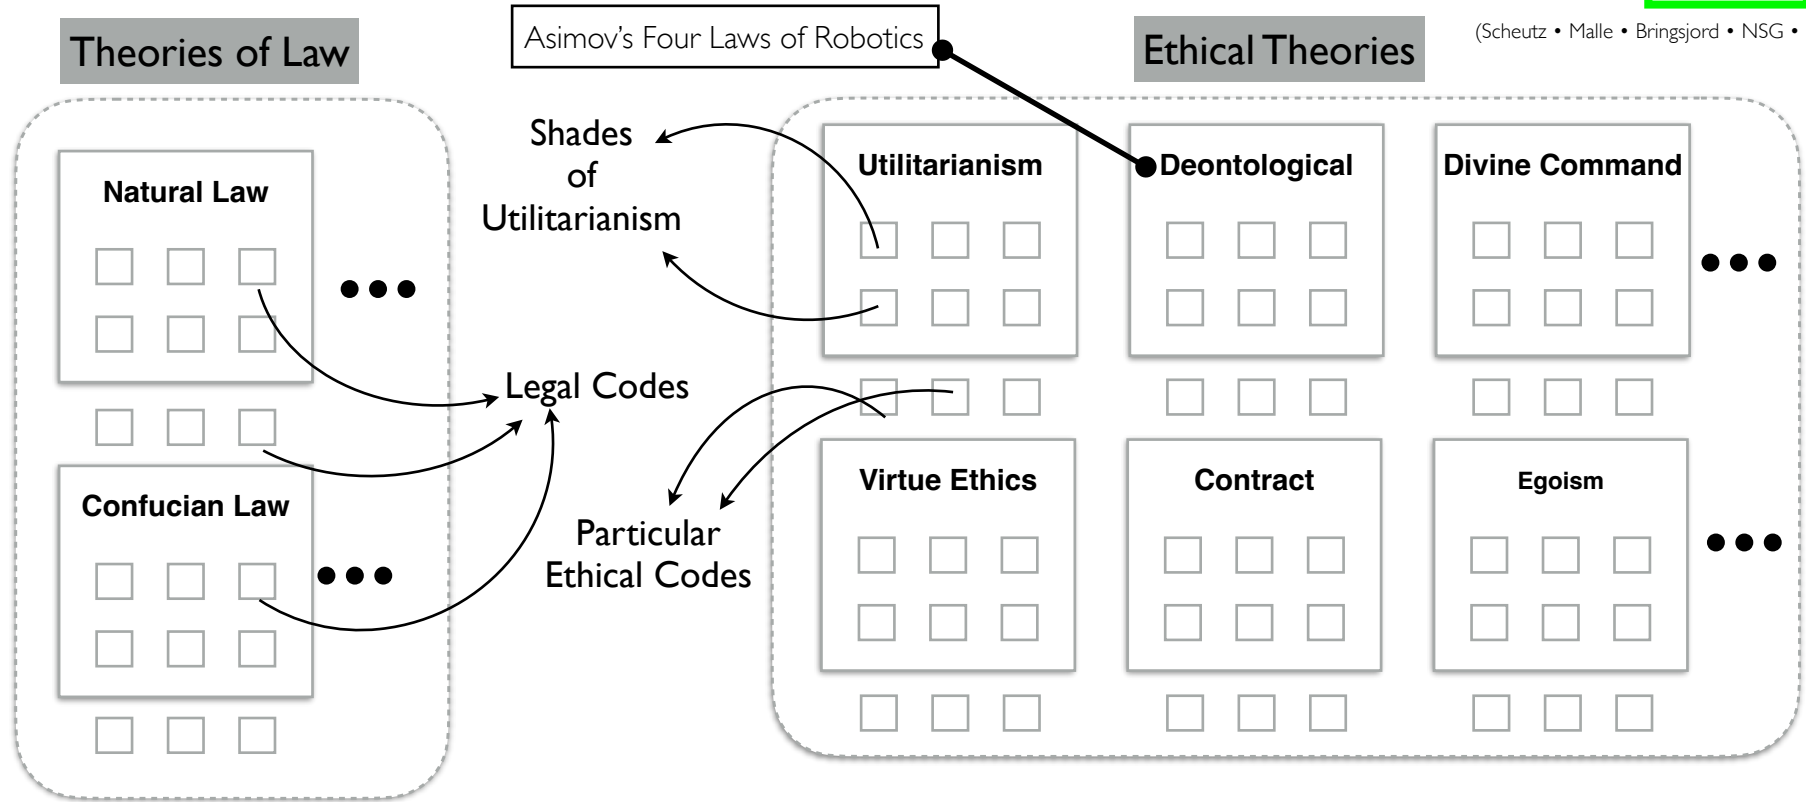 Theories of Law
Asimov's Four Laws of Robotics
Ethical Theories
(Scheutz • Malle • Bringsjord • NSG •
Natural Law
Confucian Law
Shades
of
Utilitarianism
Legal Codes
Particular
Ethical Codes
Utilitarianism
Deontological
Divine Command
Virtue Ethics
Contract
Egoism